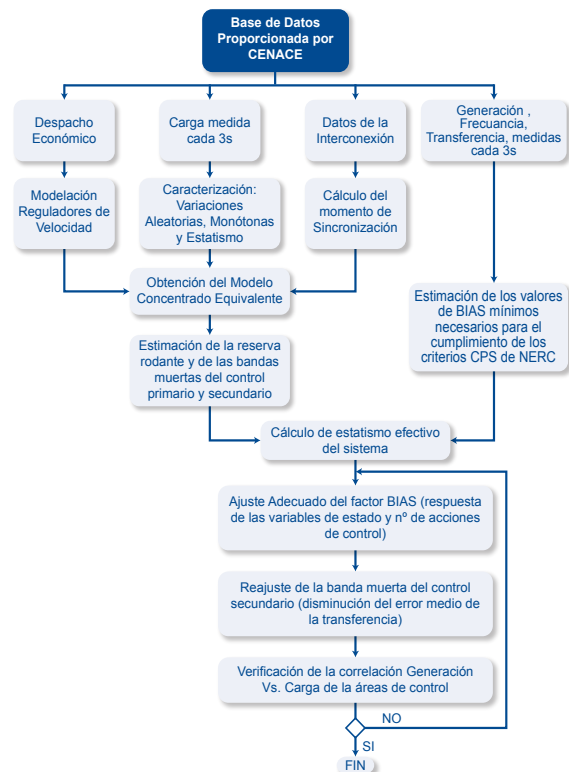 Base de Datos
Proporcionada por
CENACE
Despacho
Económico
Carga medida
cada 3s
Datos de la
Interconexión
Generación ,
Frecuancia,
Transferencia, medidas
cada 3s
Modelación
Reguladores de
Velocidad
Caracterización:
Variaciones
Aleatorias, Monótonas
y Estatismo
Cálculo del
momento de
Sincronización
Obtención del Modelo
Concentrado Equivalente
Estimación de los valores
de BIAS mínimos
necesarios para el
cumplimiento de los
criterios CPS de NERC
Estimación de la reserva
rodante y de las bandas
muertas del control
primario y secundario
Cálculo de estatismo efectivo
del sistema
Ajuste Adecuado del factor BIAS (respuesta
de las variables de estado y nº de acciones
de control)
Reajuste de la banda muerta del control
secundario (disminución del error medio de
la transferencia)
Verificación de la correlación Generación
Vs. Carga de la áreas de control
NO
SI
FIN